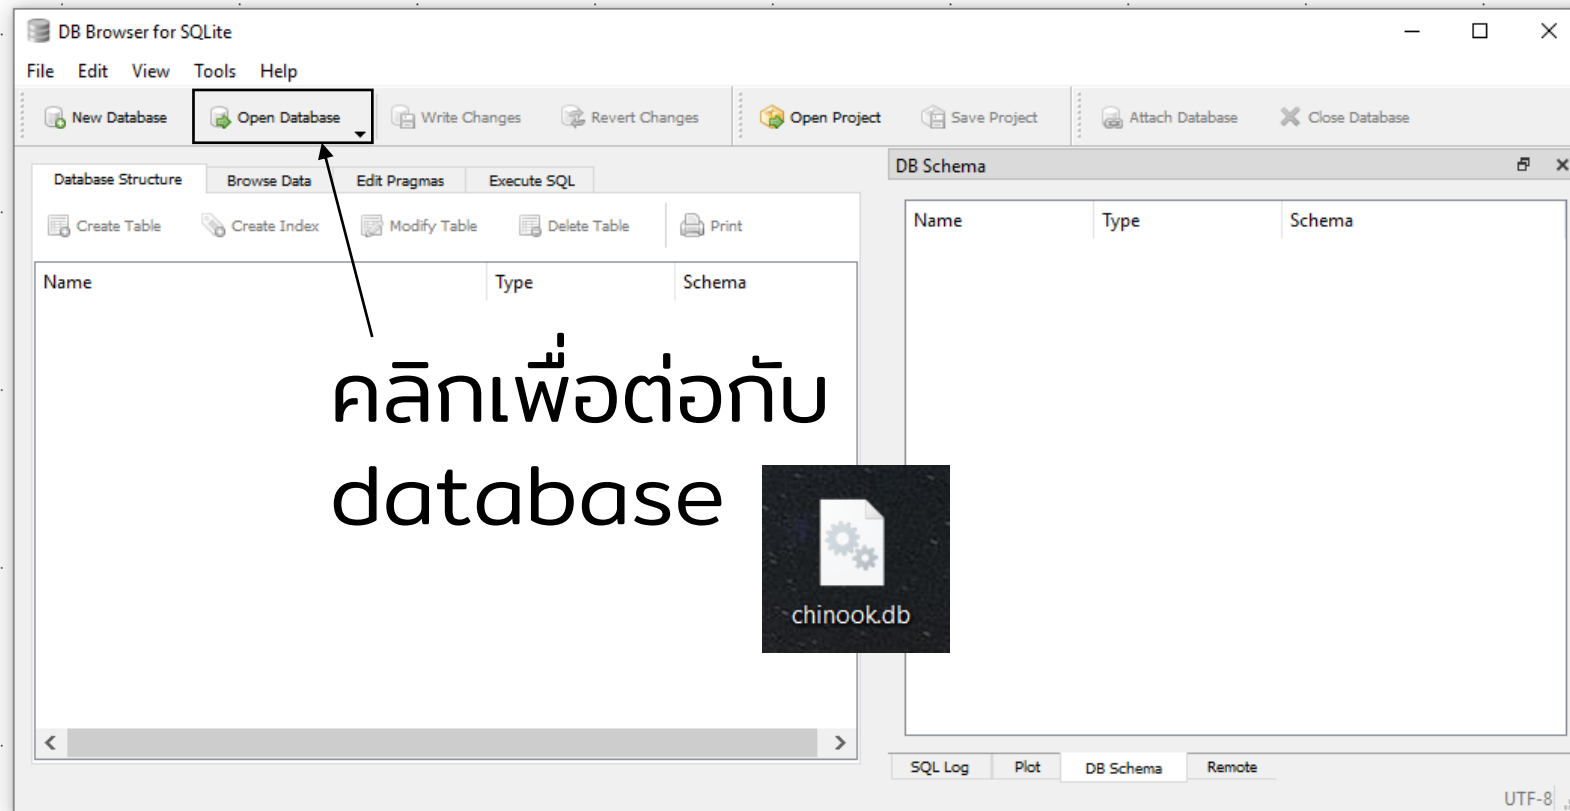 DB Browser for SQLite
File Edit View Tools Help
New Database Open Database Write Changes Revert Changes Open Project Save Project Attach Database Close Database
DB Schema
Database Structure Browse Data Edit Pragmas Execute SQL
Create Table Create Index Modify Table Delete Table Print
Name Type Schema
Name Type Schema
คลิกเพื่อต่อกับ
database
chinook.db
SQL Log Plot DB Schema Remote
UTF-8